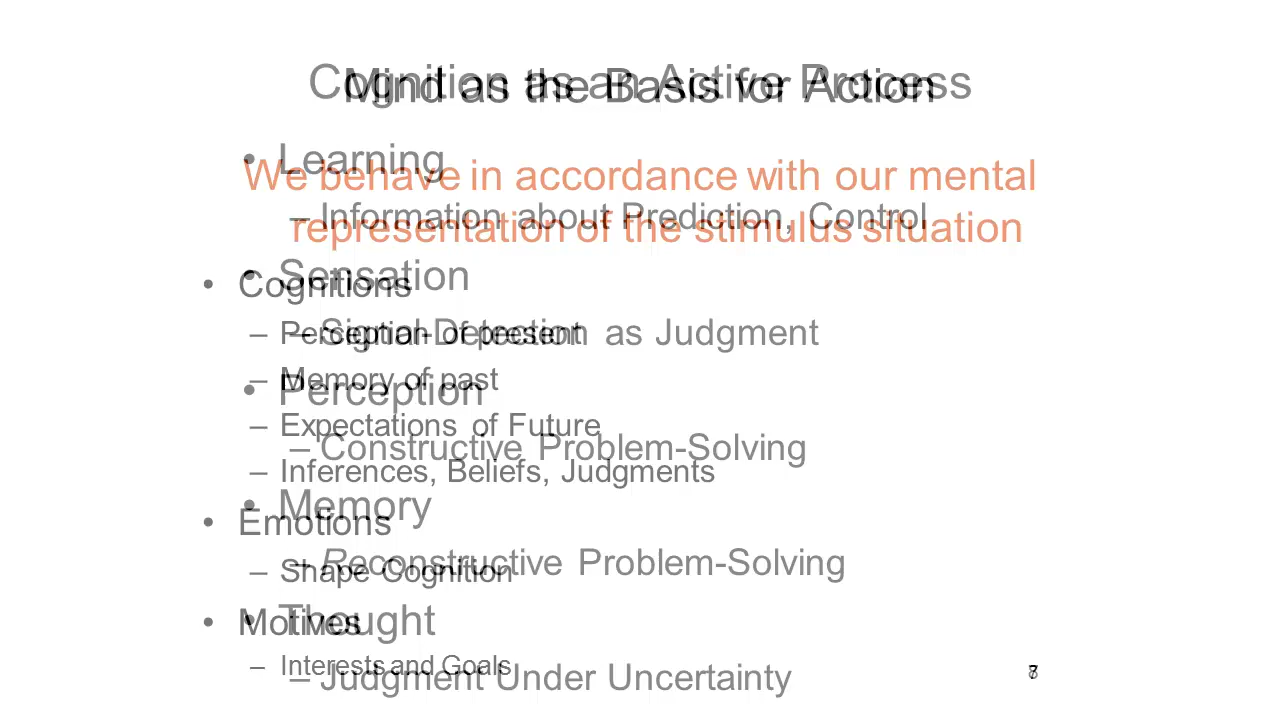 Cognition as an Active Process
• Learning
– Information about Prediction, Control
• Sensation
– Signal-Detection as Judgment
• Perception
– Constructive Problem-Solving
• Memory
– Reconstructive Problem-Solving
• Thought
– Judgment Under Uncertainty
Mind as the Basis for Action
We behave in accordance with our mental
representation of the stimulus situation
• Cognitions
– Perception of present
– Memory of past
– Expectations of Future
– Inferences, Beliefs, Judgments
• Emotions
– Shape Cognition
• Motives
– Interests and Goals